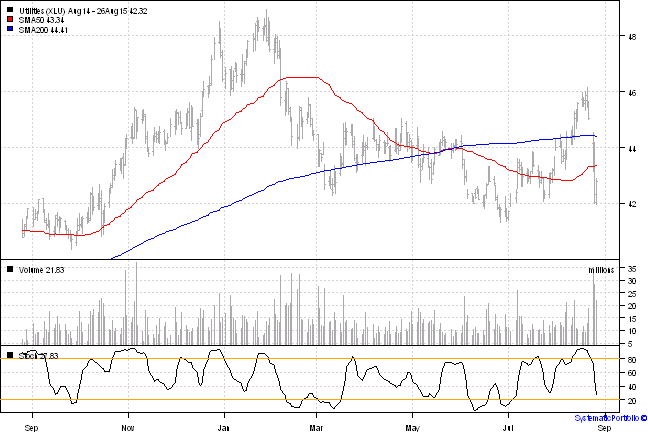 Utilities (XLU) Aug14 - 26Aug15 42.32
SMA50 43.34
SMA200 44.41
48
46
44
42
Volume 21.83
millions
35
30
25
20
15
10
5
80
60
40
20
Sep Nov Jan Mar May Jul Sep
SystematicPortfolio ©